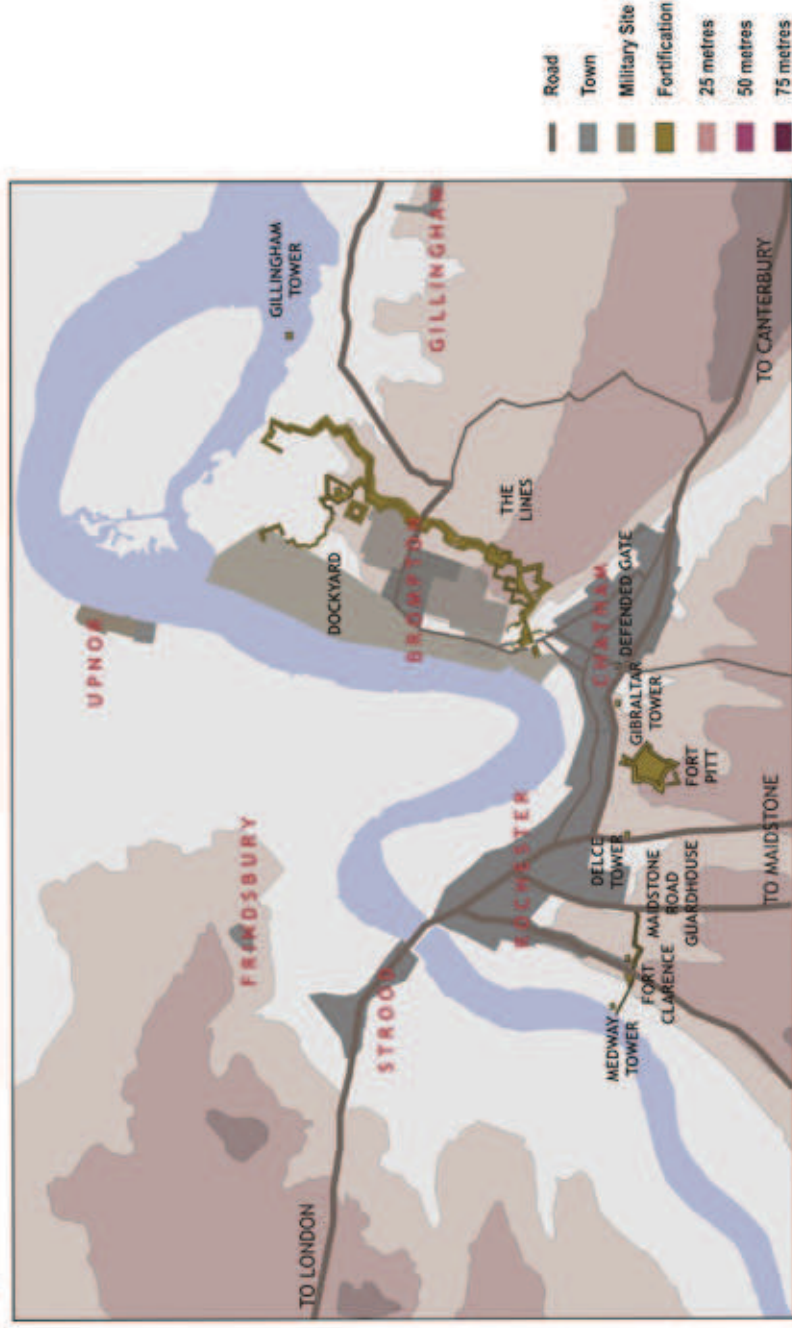 UPNOR
FRINDSBURY
GILLINGHAM
TOWER
TO LONDON
DOCKYARD
STROOD
BROMPTON
GILLINGHAM
THE
LINES
ROCHESTER
CHATHAM
DELCE
TOWER
MEDWAY
TOWER
DEFENDED GATE
GIBRALTAR
TOWER
FORT
CLARENCE
MAIDSTONE
ROAD
GUARDHOUSE
FORT
PITT
TO CANTERBURY
TO MAIDSTONE
Road
Town
Military Site
Fortification
25 metres
50 metres
75 metres